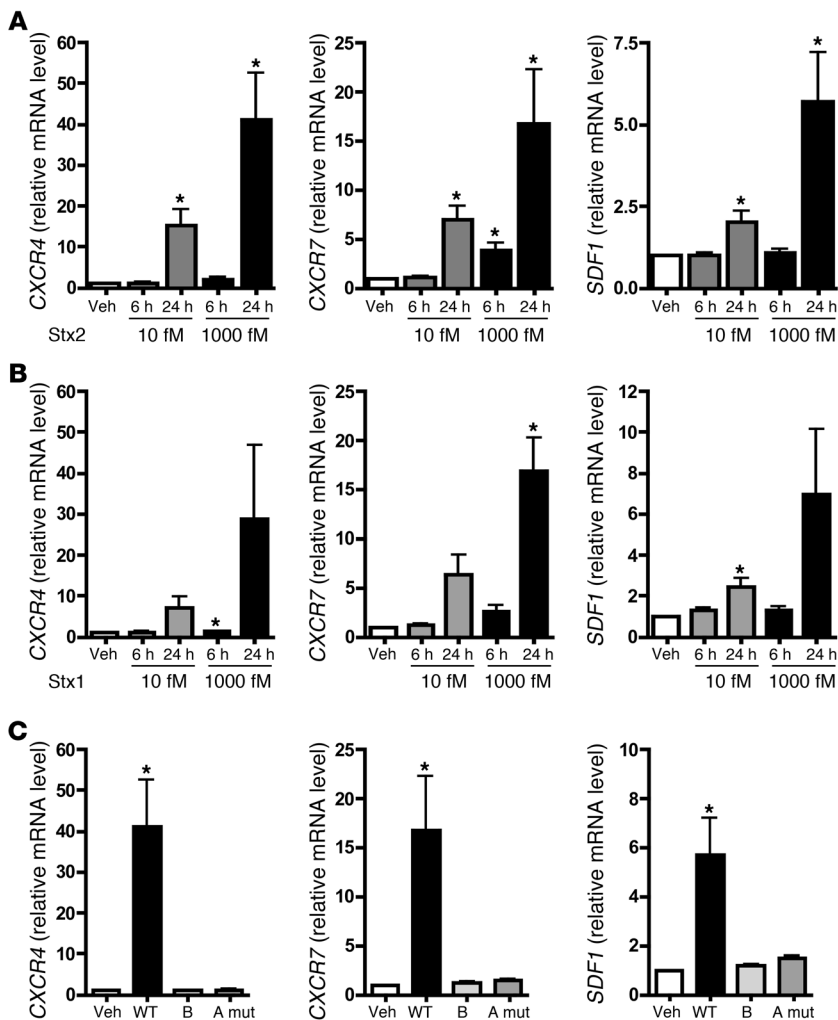 A
CXCR4 (relative mRNA level)
60
50
40
30
20
10
0
*
*
Veh 6 h 24 h 6 h 24 h
Stx2 10 fM 1000 fM
CXCR7 (relative mRNA level)
25
20
15
10
5
0
*
*
*
Veh 6 h 24 h 6 h 24 h
10 fM 1000 fM
SDF1 (relative mRNA level)
7.5
5.0
2.5
0.0
*
*
Veh 6 h 24 h 6 h 24 h
10 fM 1000 fM
B
CXCR4 (relative mRNA level)
60
50
40
30
20
10
0
*
Veh 6 h 24 h 6 h 24 h
Stx1 10 fM 1000 fM
CXCR7 (relative mRNA level)
25
20
15
10
5
0
*
Veh 6 h 24 h 6 h 24 h
10 fM 1000 fM
SDF1 (relative mRNA level)
12
10
8
6
4
2
0
*
Veh 6 h 24 h 6 h 24 h
10 fM 1000 fM
C
CXCR4 (relative mRNA level)
60
50
40
30
20
10
0
*
Veh WT B A mut
CXCR7 (relative mRNA level)
25
20
15
10
5
0
*
Veh WT B A mut
SDF1 (relative mRNA level)
10
8
6
4
2
0
*
Veh WT B A mut